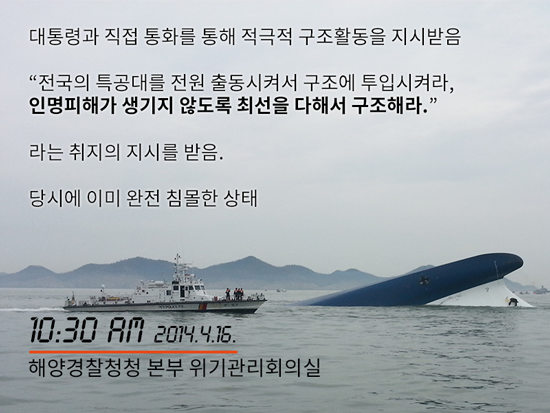 대통령과 직접 통화를 통해 적극적 구조활동을 지시받음
“전국의 특공대를 전원 출동시켜서 구조에 투입시켜라,
인명피해가 생기지 않도록 최선을 다해서 구조해라.”
라는 취지의 지시를 받음.
당시에 이미 완전 침몰한 상태
10:30 AM 2014.4.16.
해양경찰청청 본부 위기관리회의실